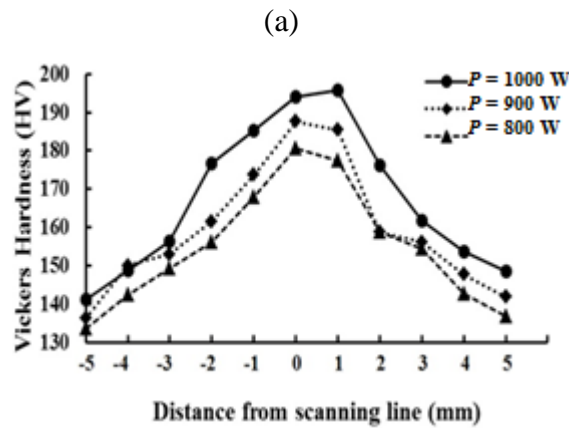 (a)
200
190
180
170
160
150
140
130
Vickers Hardness (HV)
P = 1000 W
P = 900 W
P = 800 W
-5 -4 -3 -2 -1 0 1 2 3 4 5
Distance from scanning line (mm)